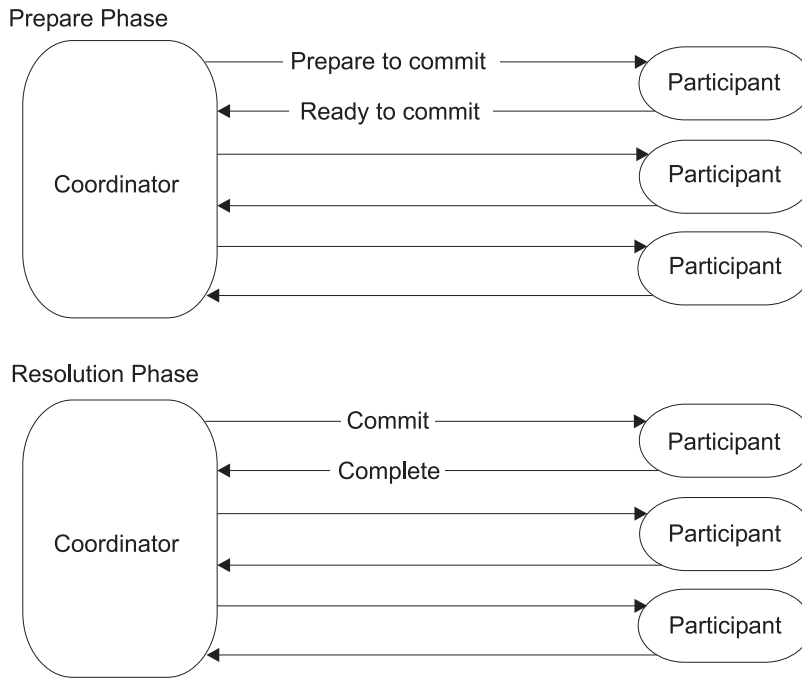 Prepare Phase
Prepare to commit
Participant
Ready to commit
Coordinator
Participant
Participant
Resolution Phase
Commit
Participant
Complete
Coordinator
Participant
Participant